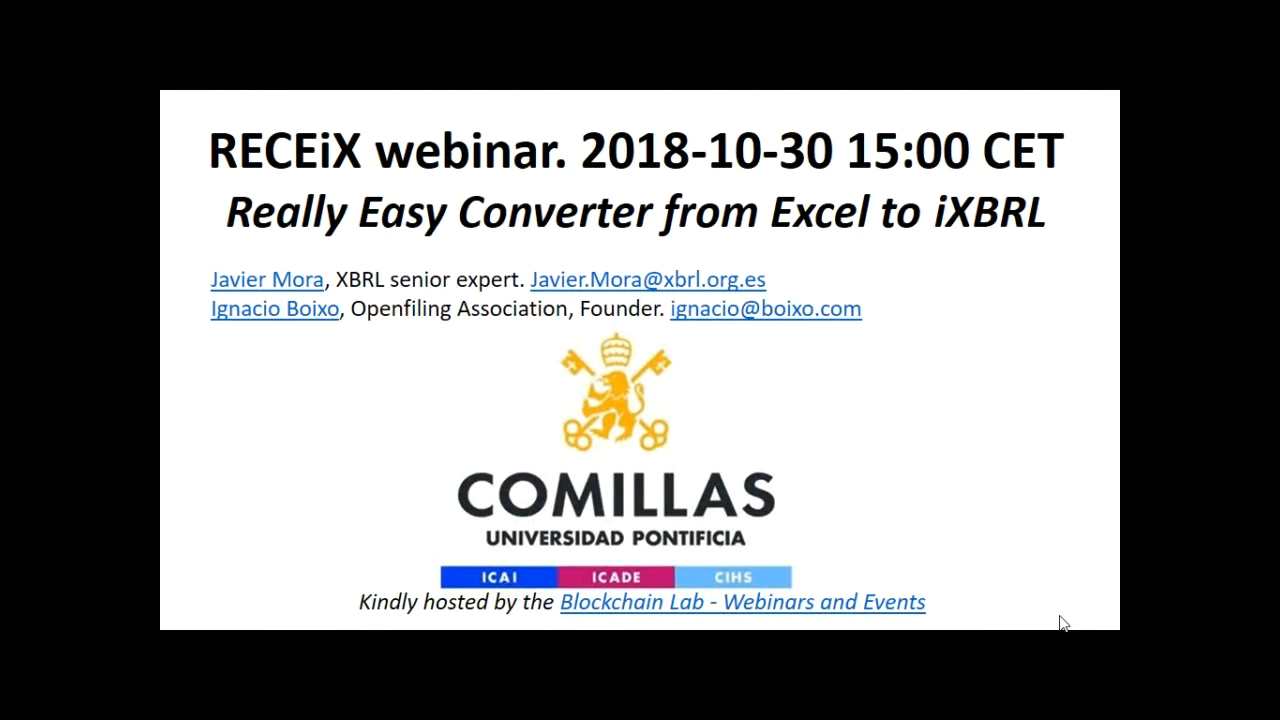 RECEiX webinar. 2018-10-30 15:00 CET
Really Easy Converter from Excel to iXBRL
Javier Mora, XBRL senior expert. Javier.Mora@xbrl.org.es
Ignacio Boixo, Openfiling Association, Founder. ignacio@boixo.com
COMILLAS
UNIVERSIDAD PONTIFICIA
ICAI ICADE CIHS
Kindly hosted by the Blockchain Lab - Webinars and Events